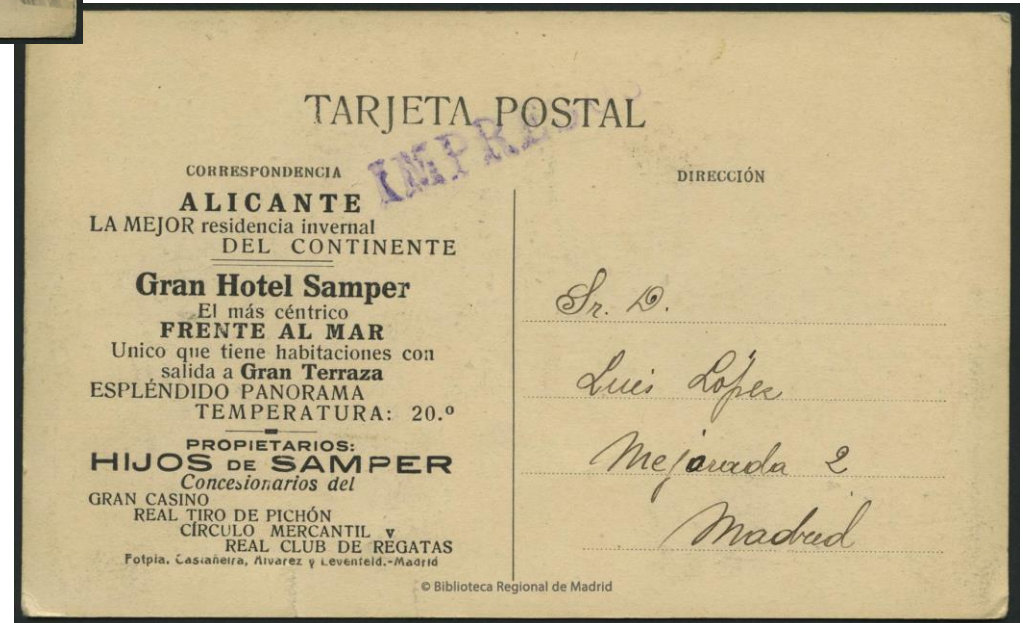 TARJETA POSTAL
IMPRESOS
CORRESPONDENCIA
ALICANTE
LA MEJOR residencia invernal
DEL CONTINENTE
Gran Hotel Samper
El más céntrico
FRENTE AL MAR
Unico que tiene habitaciones con
salida a Gran Terraza
ESPLÉNDIDO PANORAMA
TEMPERATURA: 20.º
PROPIETARIOS:
HIJOS DE SAMPER
Concesionarios del
GRAN CASINO
REAL TIRO DE PICHÓN
CÍRCULO MERCANTIL y
REAL CLUB DE REGATAS
Fotpia. Castañeira, Alvarez y Levenfeld.-Madrid
DIRECCIÓN
Sr. D.
Luis López
Mejorada 2
Madrid
© Biblioteca Regional de Madrid